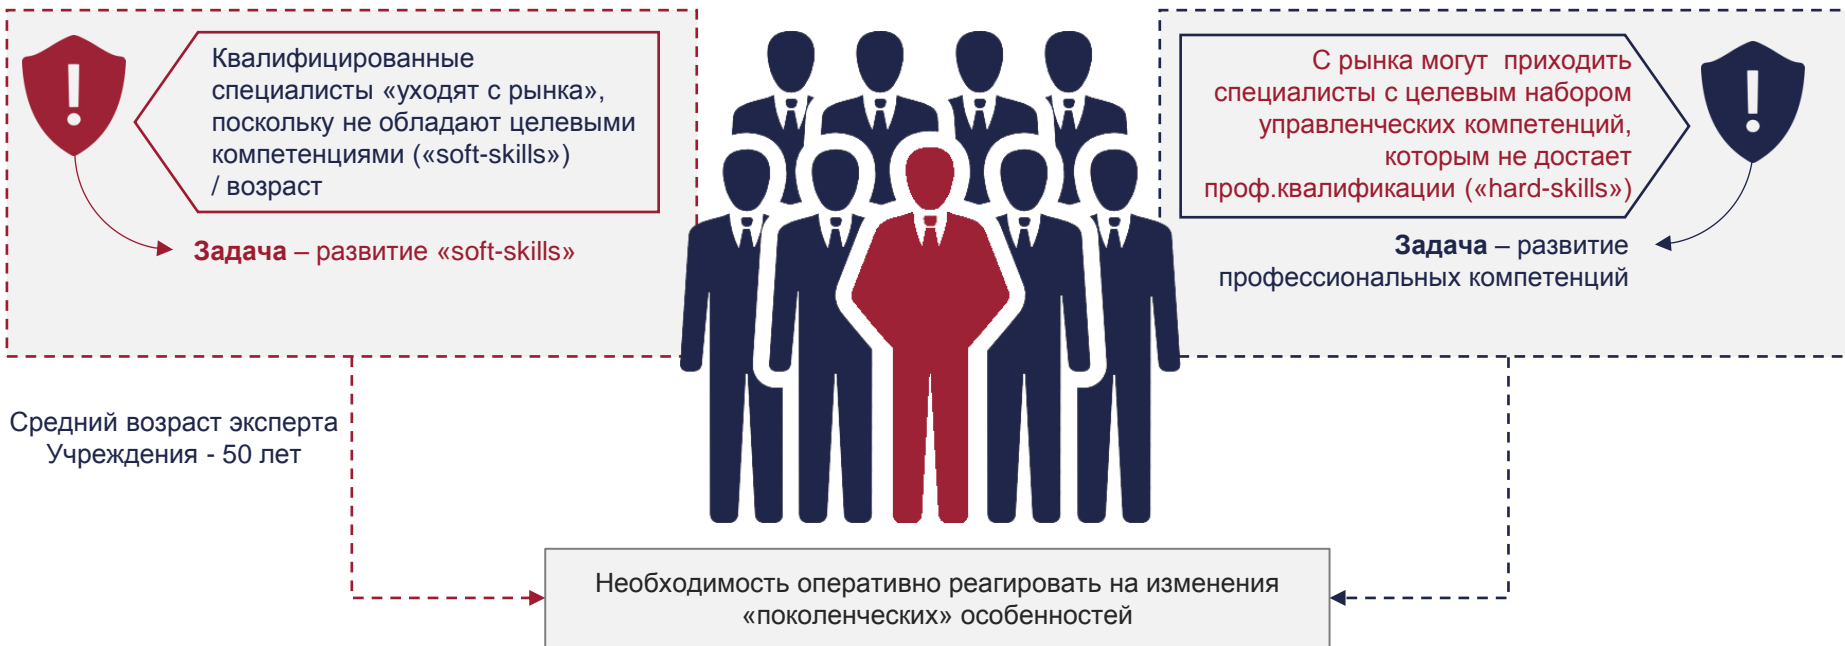 Квалифицированные
специалисты «уходят с рынка»,
поскольку не обладают целевыми
компетенциями («soft-skills»)
/ возраст
Задача – развитие «soft-skills»
С рынка могут приходить
специалисты с целевым набором
управленческих компетенций,
которым не достает
проф.квалификации («hard-skills»)
Задача – развитие
профессиональных компетенций
Средний возраст эксперта
Учреждения - 50 лет
Необходимость оперативно реагировать на изменения
«поколенческих» особенностей